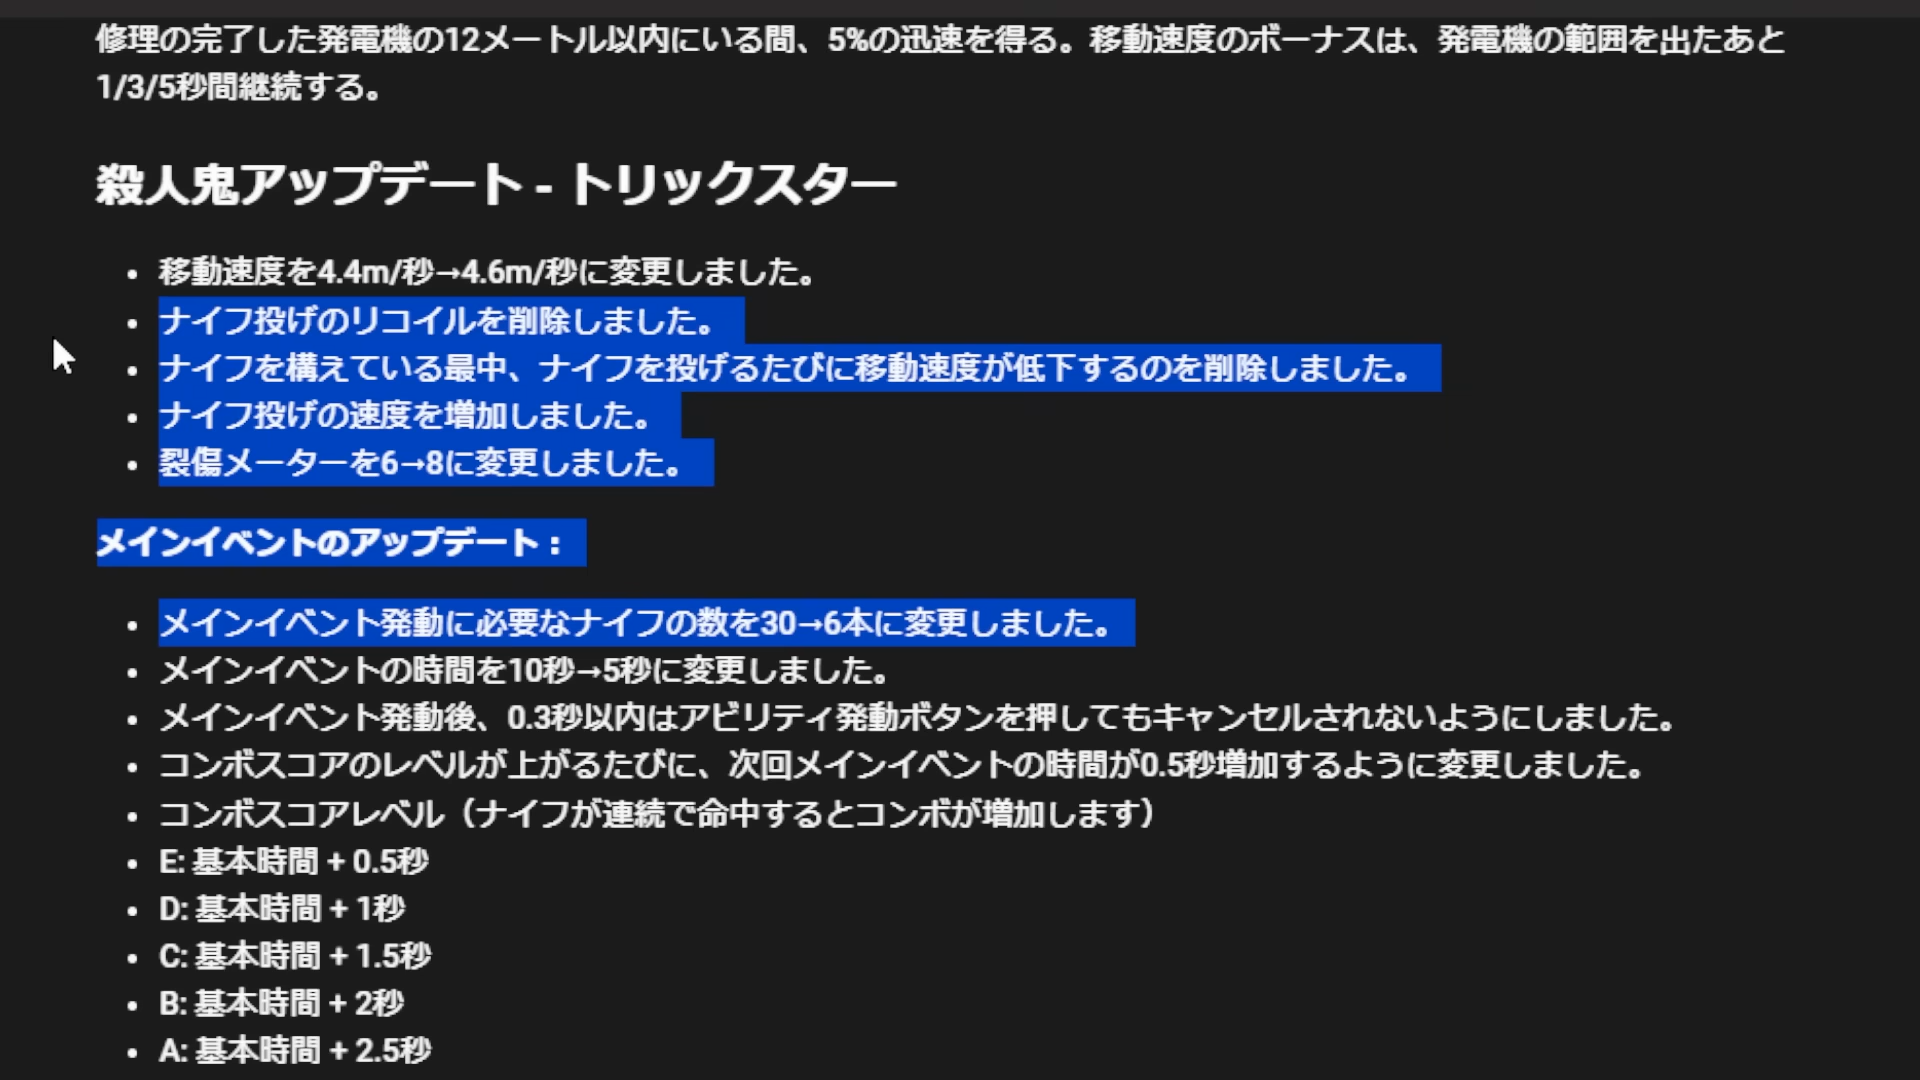 修理の完了した発電機の12メートル以内にいる間、5%の迅速を得る。移動速度のボーナスは、発電機の範囲を出たあと
1/3/5秒間継続する。
殺人鬼アップデート - トリックスター
• 移動速度を4.4m/秒→4.6m/秒に変更しました。
• ナイフ投げのリコイルを削除しました。
• ナイフを構えている最中、ナイフを投げるたびに移動速度が低下するのを削除しました。
• ナイフ投げの速度を増加しました。
• 裂傷メーターを6→8に変更しました。
メインイベントのアップデート：
• メインイベント発動に必要なナイフの数を30→6本に変更しました。
• メインイベントの時間を10秒→5秒に変更しました。
• メインイベント発動後、0.3秒以内はアビリティ発動ボタンを押してもキャンセルされないようにしました。
• コンボスコアのレベルが上がるたびに、次回メインイベントの時間が0.5秒増加するように変更しました。
• コンボスコアレベル（ナイフが連続で命中するとコンボが増加します）
• E: 基本時間 + 0.5秒
• D: 基本時間 + 1秒
• C: 基本時間 + 1.5秒
• B: 基本時間 + 2秒
• A: 基本時間 + 2.5秒